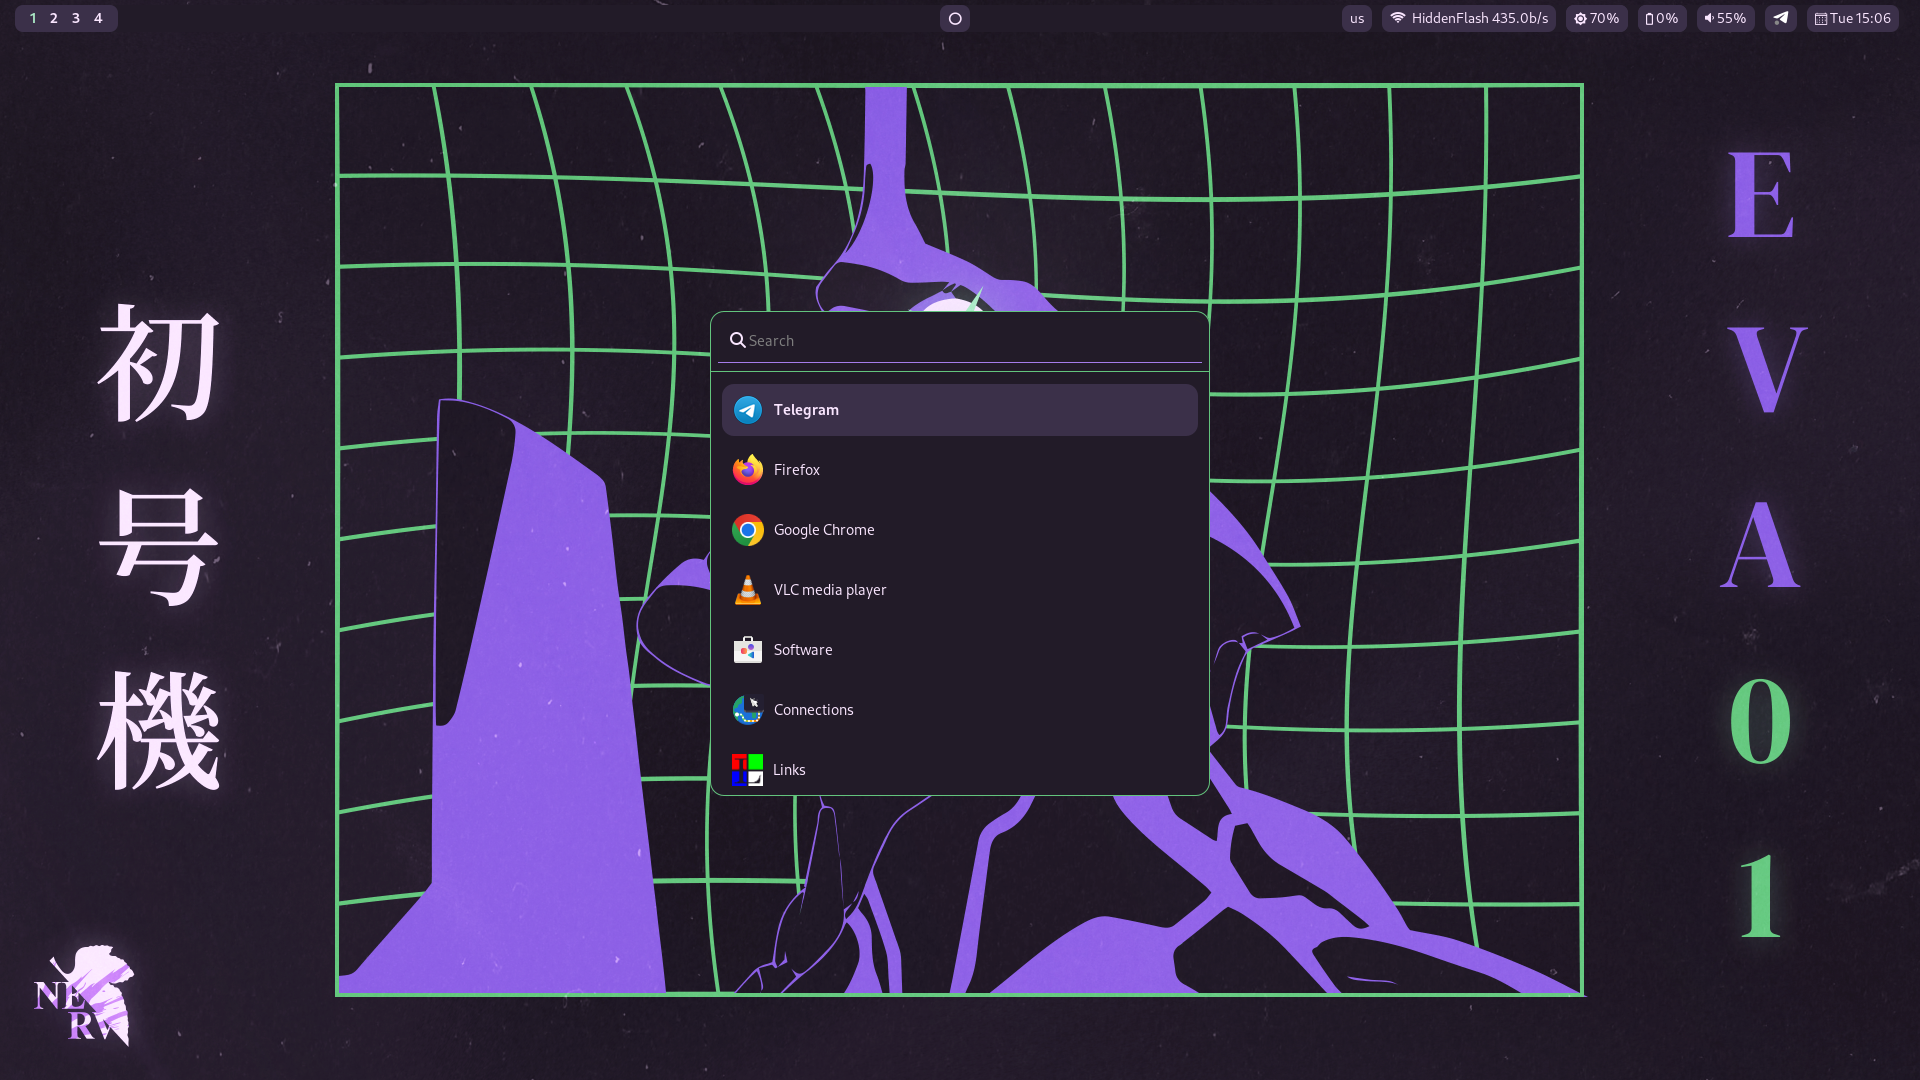 1 2 3 4
us
HiddenFlash 435.0b/s
70%
0%
55%
Tue 15:06
初
号
機
Search
Telegram
Firefox
Google Chrome
VLC media player
Software
Connections
Links
E
V
A
0
1
NERV